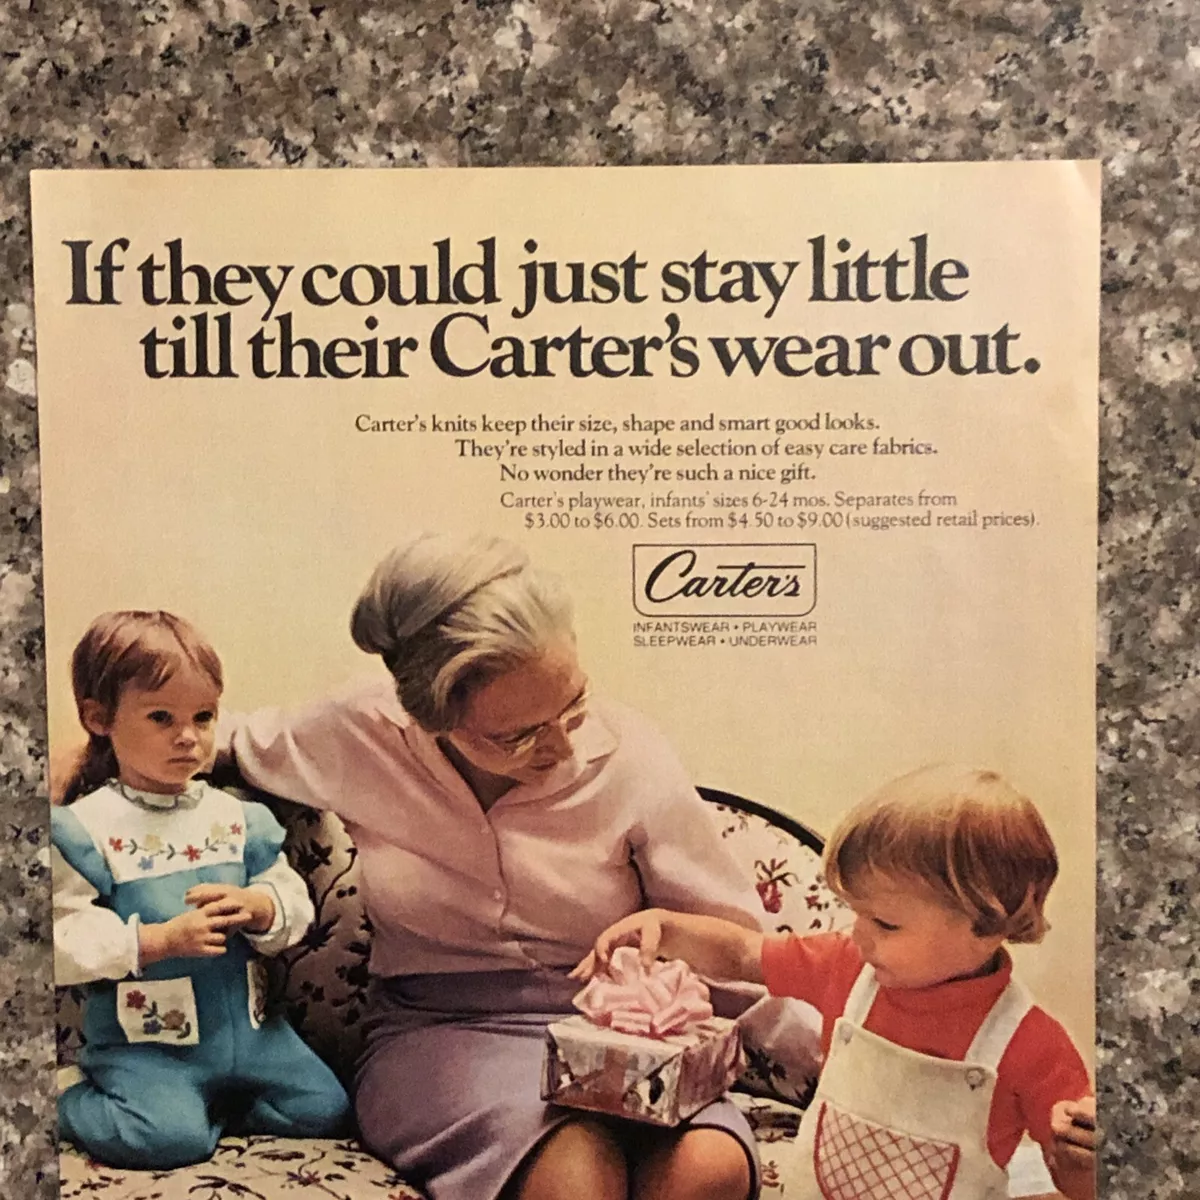 If they could just stay little
till their Carter's wear out.
Carter's knits keep their size, shape and smart good looks.
They're styled in a wide selection of easy care fabrics.
No wonder they're such a nice gift.
Carter's playwear, infants' sizes 6-24 mos. Separates from
$3.00 to $6.00. Sets from $4.50 to $9.00 (suggested retail prices).
Carter's
INFANTSWEAR • PLAYWEAR
SLEEPWEAR • UNDERWEAR